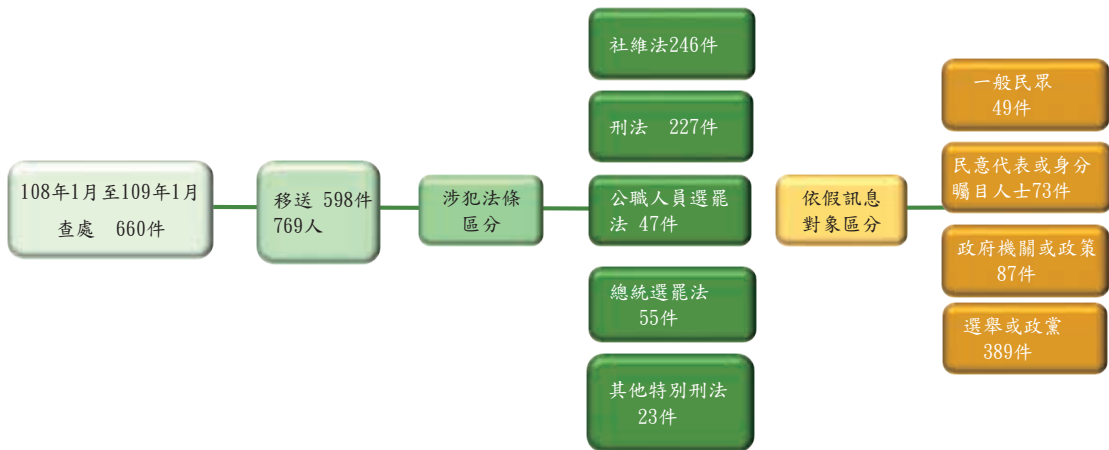 108年1月至109年1月
查處 660件
移送 598件
769人
涉犯法條
區分
社維法246件
刑法 227件
公職人員選罷
法 47件
總統選罷法
55件
其他特別刑法
23件
依假訊息
對象區分
一般民眾
49件
民意代表或身分
矚目人士73件
政府機關或政策
87件
選舉或政黨
389件